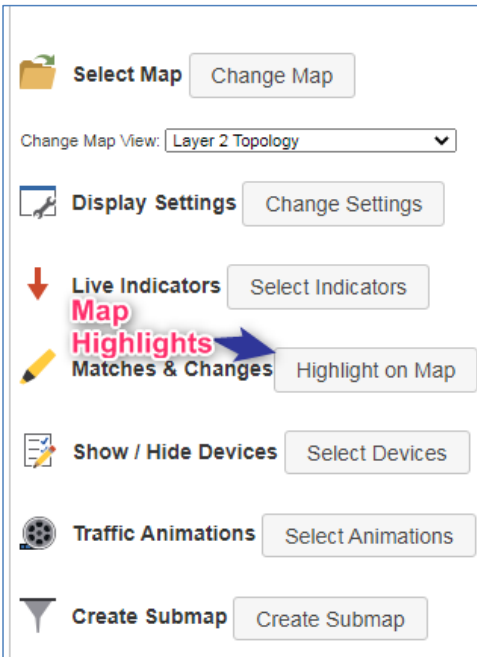 Select Map Change Map
Change Map View: Layer 2 Topology
Display Settings Change Settings
Live Indicators Select Indicators
Map
Highlights
Matches & Changes Highlight on Map
Show / Hide Devices Select Devices
Traffic Animations Select Animations
Create Submap Create Submap